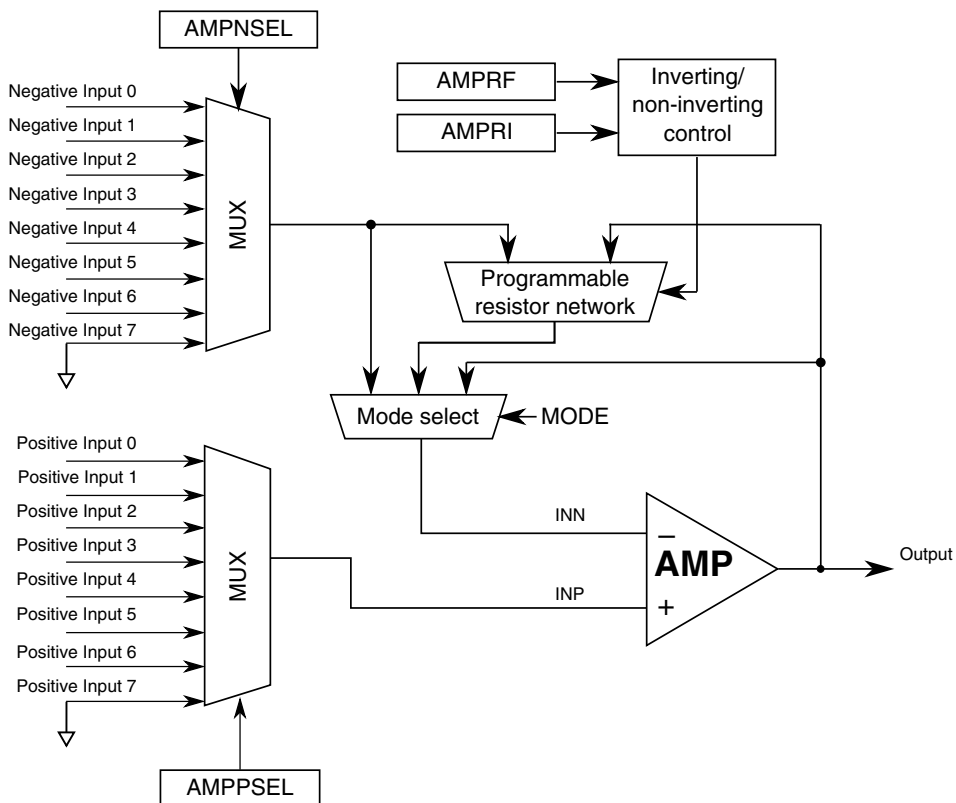 AMPNSEL
Negative Input 0
Negative Input 1
Negative Input 2
Negative Input 3
Negative Input 4
Negative Input 5
Negative Input 6
Negative Input 7
MUX
AMPRF
AMPRI
Inverting/
non-inverting
control
Programmable
resistor network
Mode select
MODE
Positive Input 0
Positive Input 1
Positive Input 2
Positive Input 3
Positive Input 4
Positive Input 5
Positive Input 6
Positive Input 7
MUX
INN
INP
−
AMP
+
Output
AMPPSEL